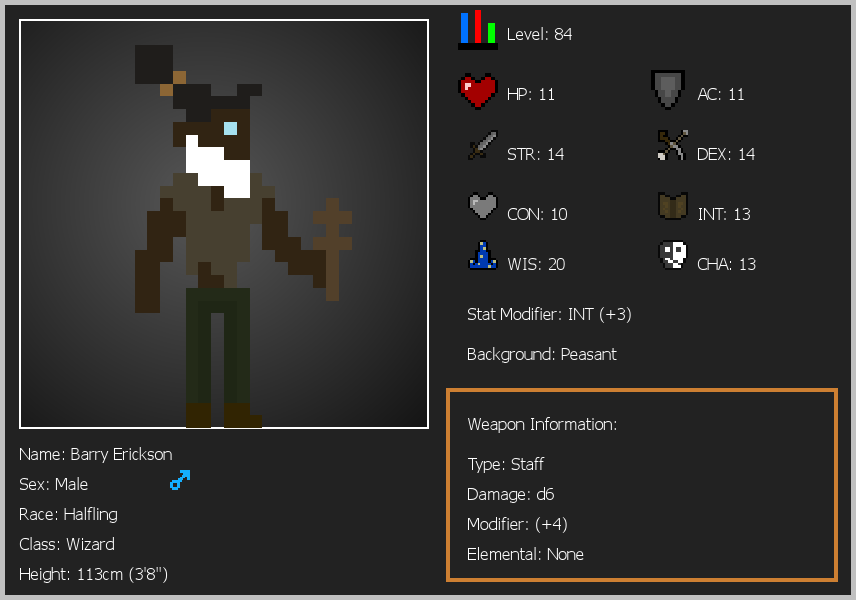 Level: 84
HP: 11
AC: 11
STR: 14
DEX: 14
CON: 10
INT: 13
WIS: 20
CHA: 13
Stat Modifier: INT (+3)
Background: Peasant
Weapon Information:
Type: Staff
Damage: d6
Modifier: (+4)
Elemental: None
Name: Barry Erickson
Sex: Male
Race: Halfling
Class: Wizard
Height: 113cm (3'8")